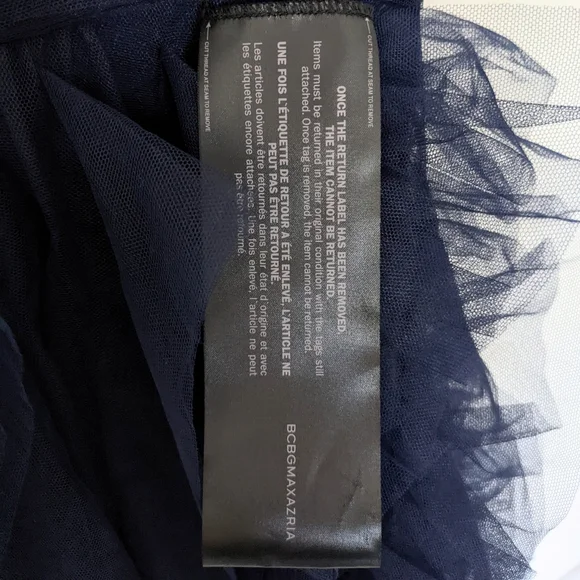 CUT THREAD AT SEAM TO REMOVE
ONCE THE RETURN LABEL HAS BEEN REMOVED,
THE ITEM CANNOT BE RETURNED.
Items must be returned in their original condition with the tags still
attached. Once tag is removed, the item cannot be returned.
UNE FOIS L'ÉTIQUETTE DE RETOUR A ÉTÉ ENLEVÉ, L'ARTICLE NE
PEUT PAS ÊTRE RETOURNÉ.
Les articles doivent être retournés dans leur état d'origine et avec
les étiquettes encore attachées. Une fois enlevé, l'article ne peut
pas être retourné.
CUT THREAD AT SEAM TO REMOVE
BCBGMAXAZRIA